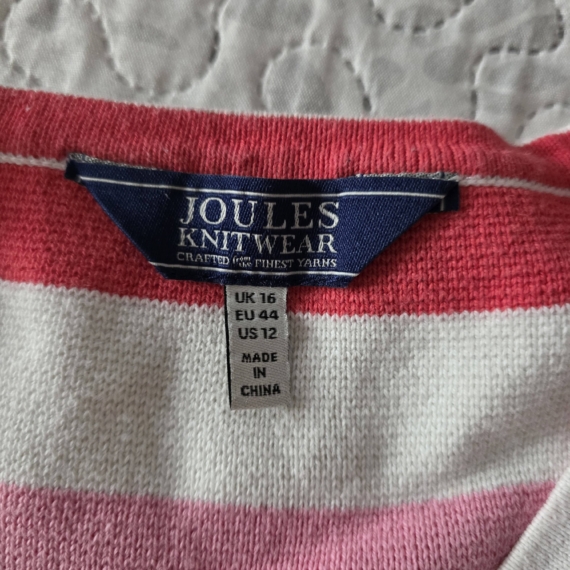 JOULES
KNITWEAR
CRAFTED from the FINEST YARNS
UK 16
EU 44
US 12
MADE
IN
CHINA